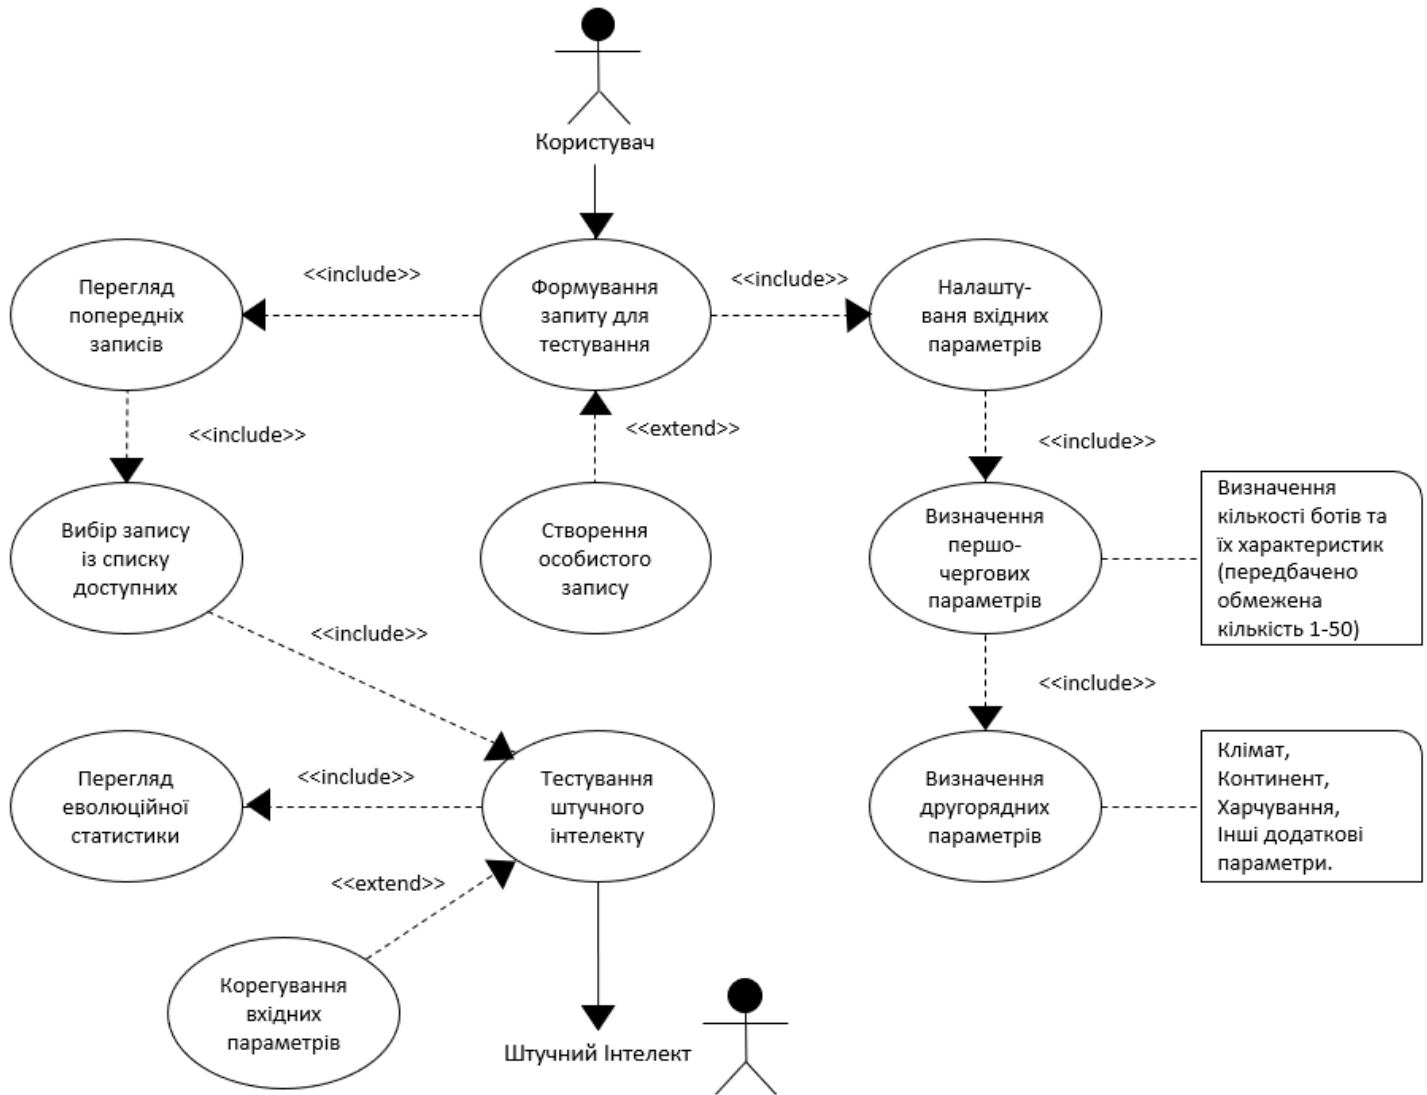 Користувач
<<include>>
<<include>>
Перегляд
попередніх
записів
Формування
запиту для
тестування
Налашту-
ваня вхідних
параметрів
<<include>>
<<extend>>
<<include>>
Вибір запису
із списку
доступних
Створення
особистого
запису
Визначення
першо-
чергових
параметрів
Визначення
кількості ботів та
їх характеристик
(передбачено
обмежена
кількість 1-50)
<<include>>
<<include>>
Перегляд
еволюційної
статистики
<<include>>
Тестування
штучного
інтелекту
Визначення
другорядних
параметрів
Клімат,
Континент,
Харчування,
Інші додаткові
параметри.
<<extend>>
Корегування
вхідних
параметрів
Штучний Інтелект